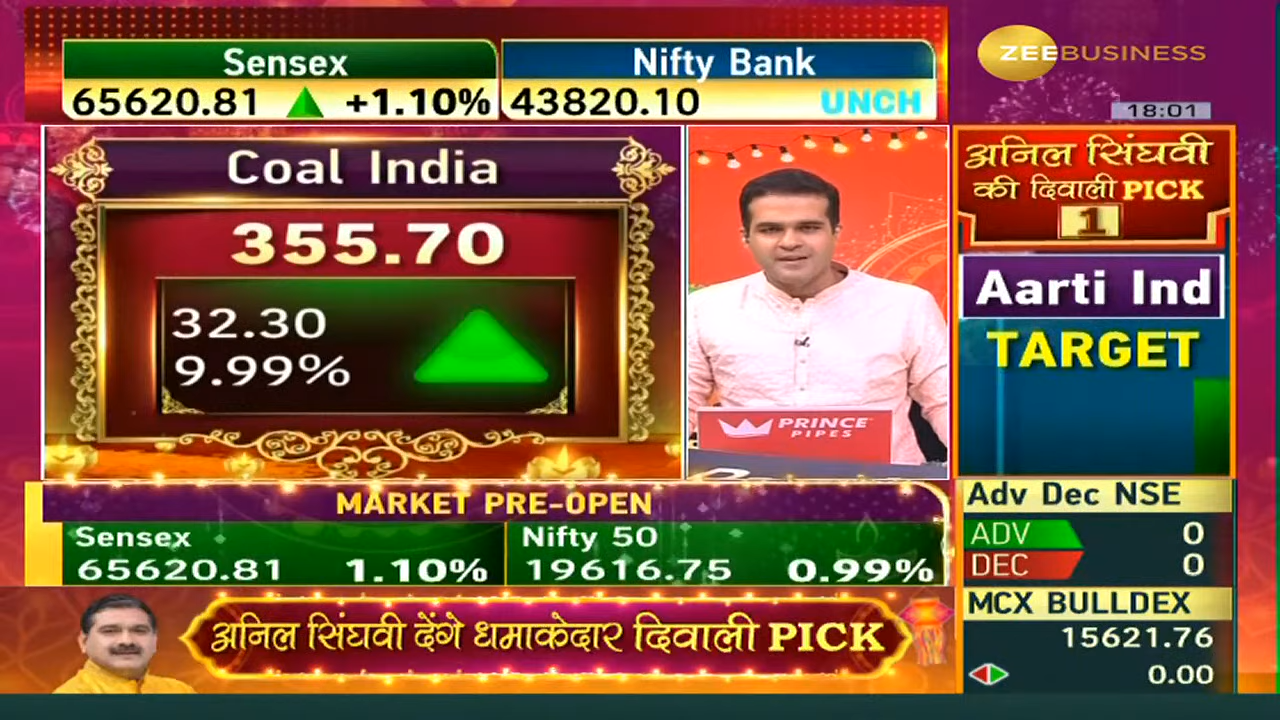 Sensex
65620.81 +1.10%
Nifty Bank
43820.10 UNCH
ZEEBUSINESS
18:01
Coal India
355.70
32.30
9.99%
PRINCE
PIPES
अनिल सिंघवी
की दिवाली PICK
1
Aarti Ind
TARGET
MARKET PRE-OPEN
Sensex
65620.81 1.10%
Nifty 50
19616.75 0.99%
Adv Dec NSE
ADV 0
DEC 0
MCX BULLDEX
15621.76
0.00
अनिल सिंघवी देंगे धमाकेदार दिवाली PICK